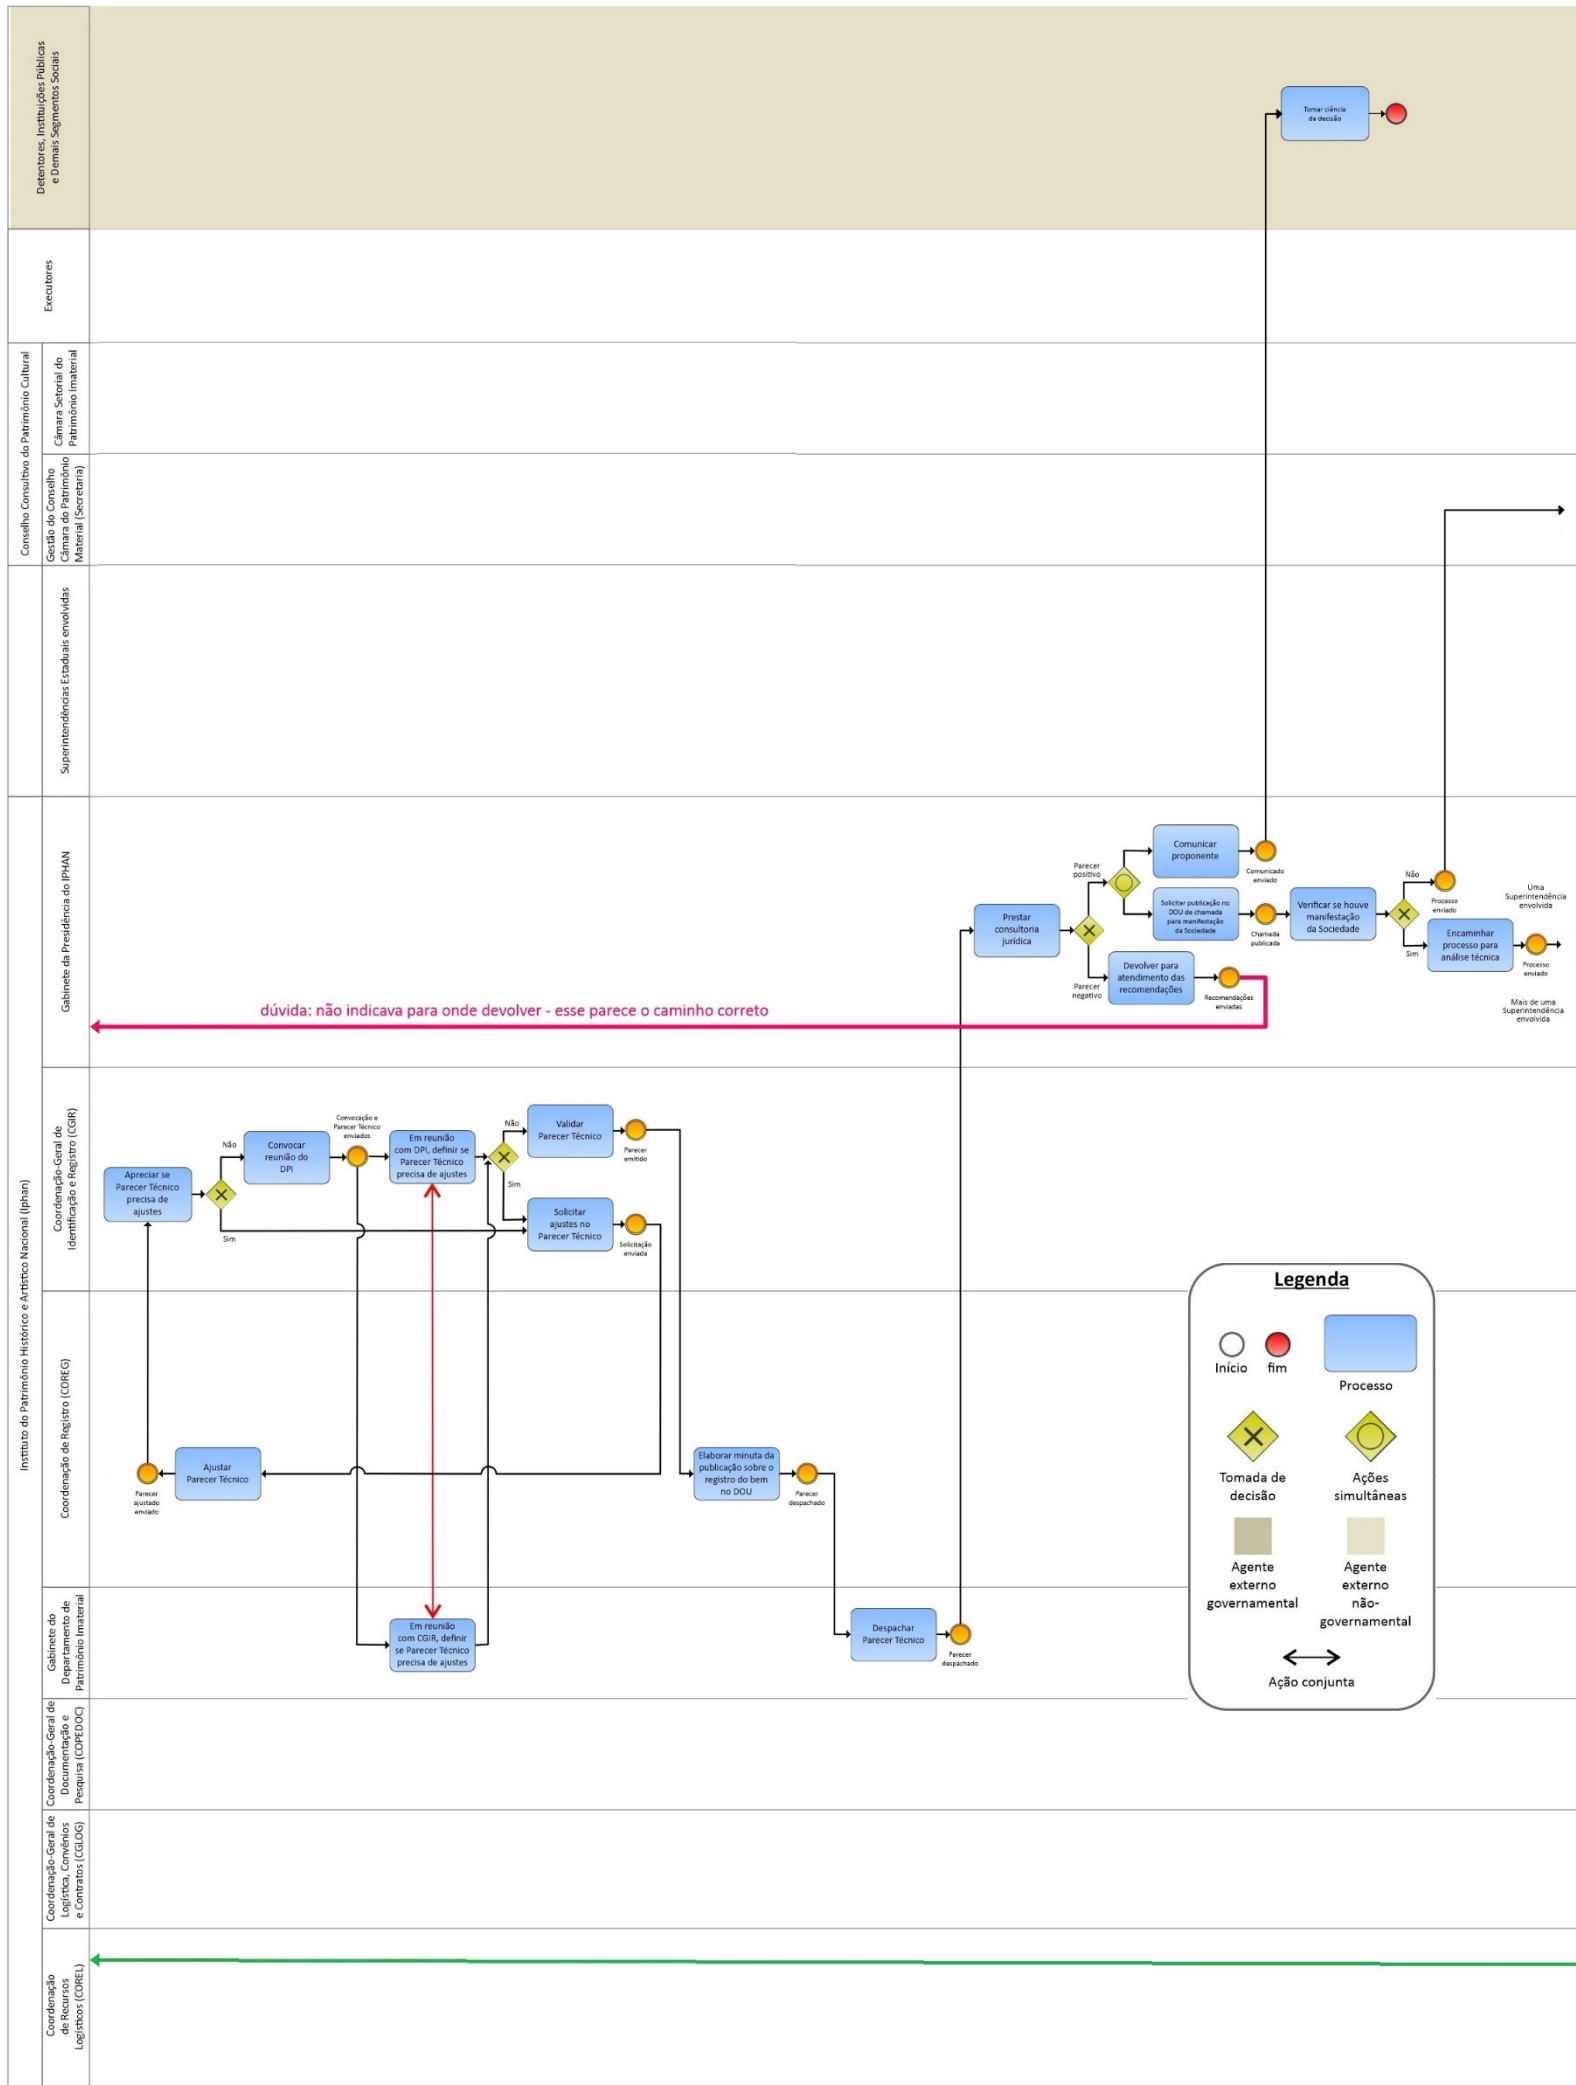 Detentores, Instituições Públicas
e Demais Segmentos Sociais
Tomar ciência
da decisão
Executores
Conselho Consultivo do Patrimônio Cultural
Câmara Setorial do
Patrimônio Imaterial
Gestão do Conselho
Câmara do Patrimônio
Material (Secretaria)
Superintendências Estaduais envolvidas
Instituto do Patrimônio Histórico e Artístico Nacional (Iphan)
Gabinete da Presidência do IPHAN
Prestar
consultoria
jurídica
Parecer
positivo
Parecer
negativo
Comunicar
proponente
Comunicado
enviado
Solicitar publicação no
DOU de chamada
para manifestação
da Sociedade
Chamada
publicada
Devolver para
atendimento das
recomendações
Recomendações
enviadas
Verificar se houve
manifestação
da Sociedade
Não
Sim
Processo
enviado
Encaminhar
processo para
análise técnica
Uma
Superintendência
envolvida
Processo
enviado
Mais de uma
Superintendência
envolvida
dúvida: não indicava para onde devolver - esse parece o caminho correto
Coordenação-Geral de
Identificação e Registro (CGIR)
Apreciar se
Parecer Técnico
precisa de
ajustes
Não
Sim
Convocar
reunião do
DPI
Convocação e
Parecer Técnico
enviados
Em reunião
com DPI, definir se
Parecer Técnico
precisa de ajustes
Não
Sim
Validar
Parecer Técnico
Parecer
emitido
Solicitar
ajustes no
Parecer Técnico
Solicitação
enviada
Coordenação de Registro (COREG)
Parecer
ajustado
enviado
Ajustar
Parecer Técnico
Elaborar minuta da
publicação sobre o
registro do bem
no DOU
Parecer
despachado
Gabinete do
Departamento de
Patrimônio Imaterial
Em reunião
com CGIR, definir
se Parecer Técnico
precisa de ajustes
Despachar
Parecer Técnico
Parecer
despachado
Coordenação-Geral de
Documentação e
Pesquisa (COPEDOC)
Coordenação-Geral de
Logística, Convênios
e Contratos (CGLOG)
Coordenação
de Recursos
Logísticos (COREL)
Legenda
Início
fim
Processo
Tomada de
decisão
Ações
simultâneas
Agente
externo
governamental
Agente
externo
não-
governamental
Ação conjunta